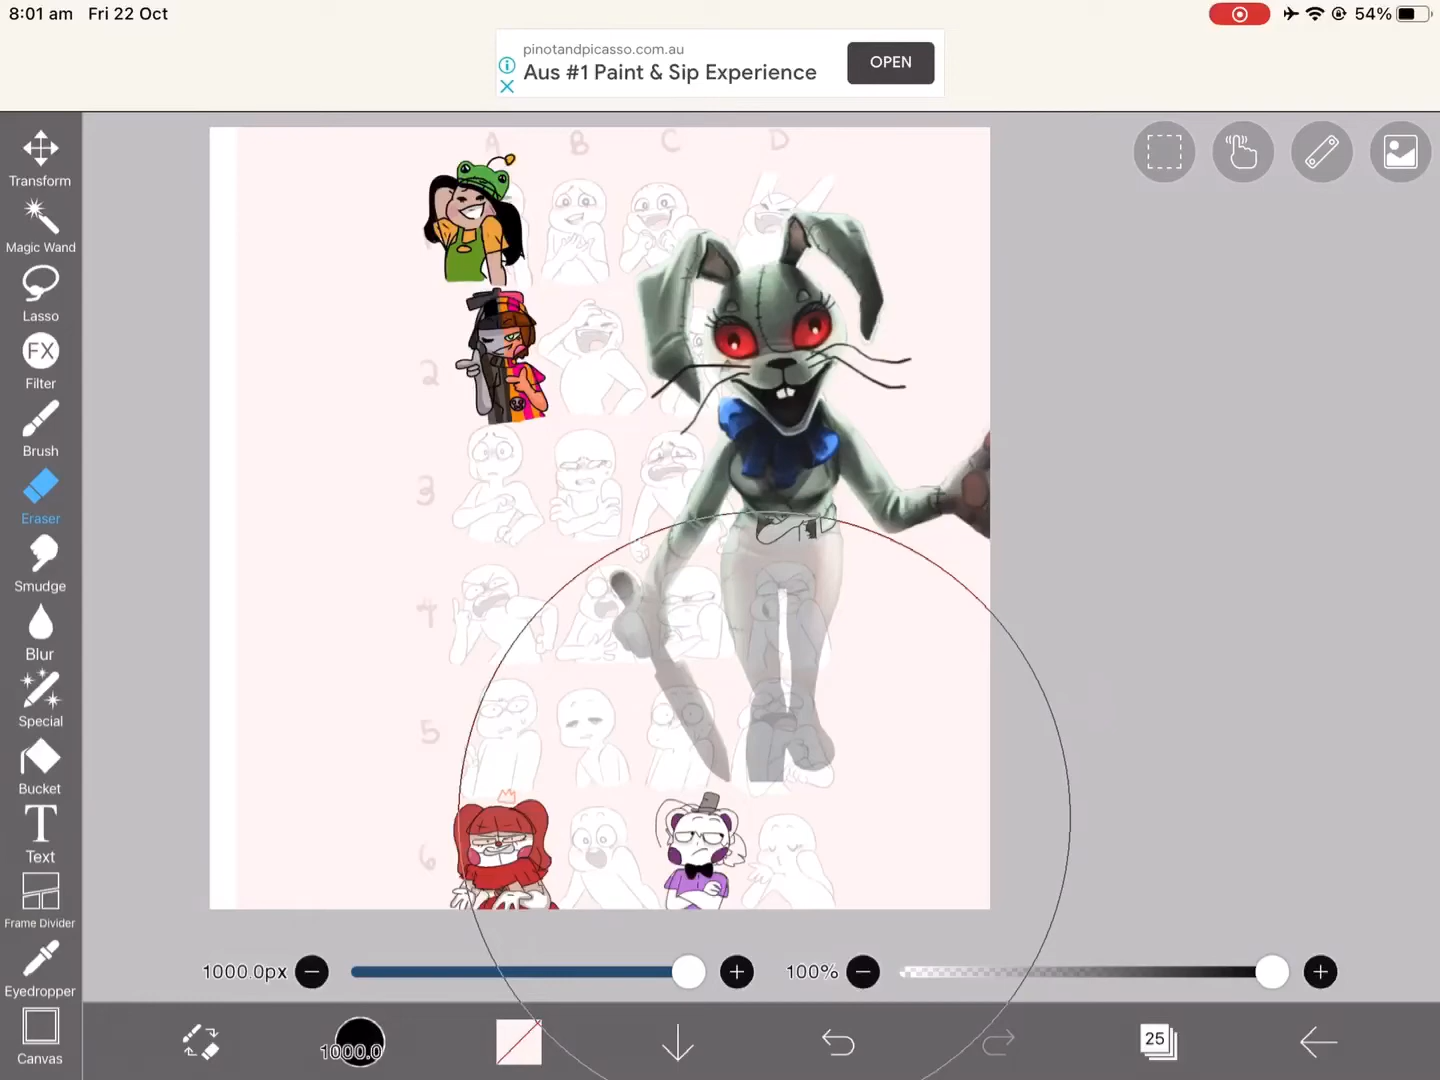 8:01 am Fri 22 Oct
54%
pinotandpicasso.com.au
Aus #1 Paint & Sip Experience
OPEN
Transform
Magic Wand
Lasso
FX
Filter
Brush
Eraser
Smudge
Blur
Special
Bucket
T
Text
Frame Divider
Eyedropper
Canvas
A B C D
2
3
4
5
6
1000.0px
100%
1000.0
25